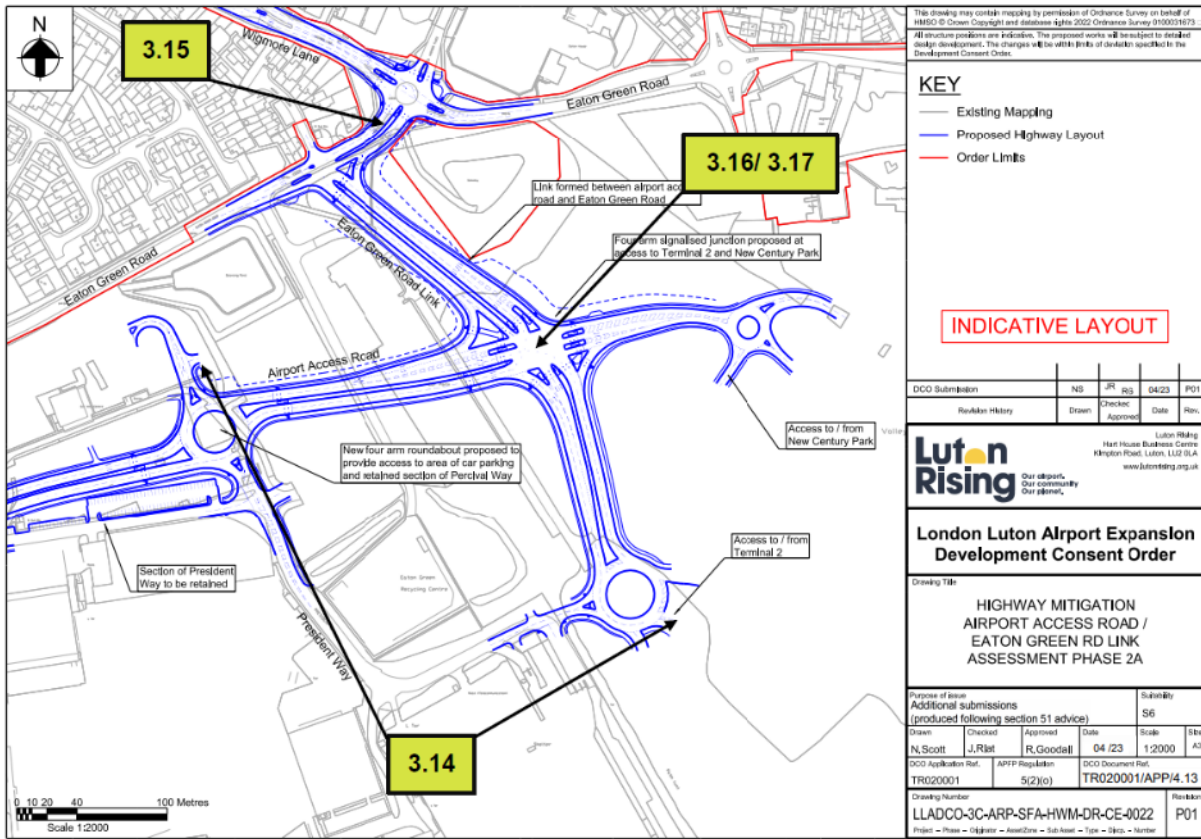 N
3.15
Wigmore Lane
Eaton Green Road
3.16/ 3.17
Link formed between airport acc
road and Eaton Green Road
Four arm signalised junction proposed at
access to Terminal 2 and New Century Park
Eaton Green Road Link
Eaton Green Road
Airport Access Road
Access to / from
New Century Park
New four arm roundabout proposed to
provide access to area of car parking
and retained section of Percival Way
Access to / from
Terminal 2
Section of President
Way to be retained
Eaton Green
Recycling Centre
President Way
3.14
0 10 20 40 100 Metres
Scale 1:2000
This drawing may contain mapping by permission of Ordnance Survey on behalf of
HMSO © Crown Copyright and database rights 2022 Ordnance Survey 0100031673
All structure positions are indicative. The proposed works will be subject to detailed
design development. The changes will be within limits of deviation specified in the
Development Consent Order.
KEY
Existing Mapping
Proposed Highway Layout
Order Limits
INDICATIVE LAYOUT
DCO Submission NS JR RG 04/23 P01
Revision History Drawn Checked Approved Date Rev.
Luton Rising
Our airport.
Our community
Our planet.
Luton Rising
Hart House Business Centre
Kimpton Road, Luton, LU2 0LA
www.lutonrising.org.uk
London Luton Airport Expansion
Development Consent Order
Drawing Title
HIGHWAY MITIGATION
AIRPORT ACCESS ROAD /
EATON GREEN RD LINK
ASSESSMENT PHASE 2A
Purpose of issue Suitability
Additional submissions
(produced following section 51 advice) S6
Drawn Checked Approved Date Scale
N.Scott J.Riat R.Goodall 04 /23 1:2000 A3
DCO Application Ref. APFP Regulation DCO Document Ref.
TR020001 5(2)(o) TR020001/APP/4.13
Drawing Number Revision
LLADCO-3C-ARP-SFA-HWM-DR-CE-0022 P01
Project – Phase – Originator – Asset/Zone – Sub Asset – Type – Discp. – Number